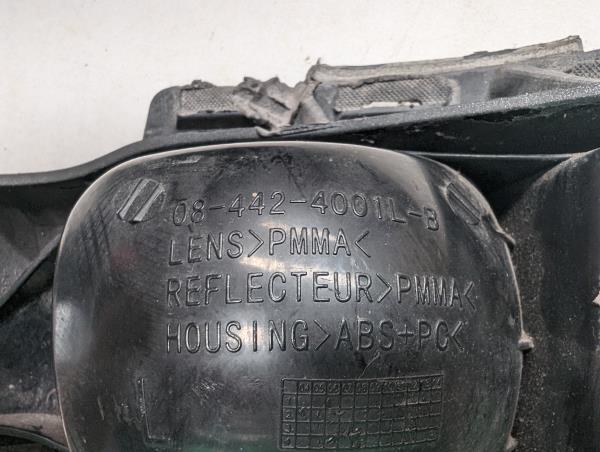 08-442-4001L-B
LENS>PMMA<
REFLECTEUR>PMMA<
HOUSING>ABS+PC<
L